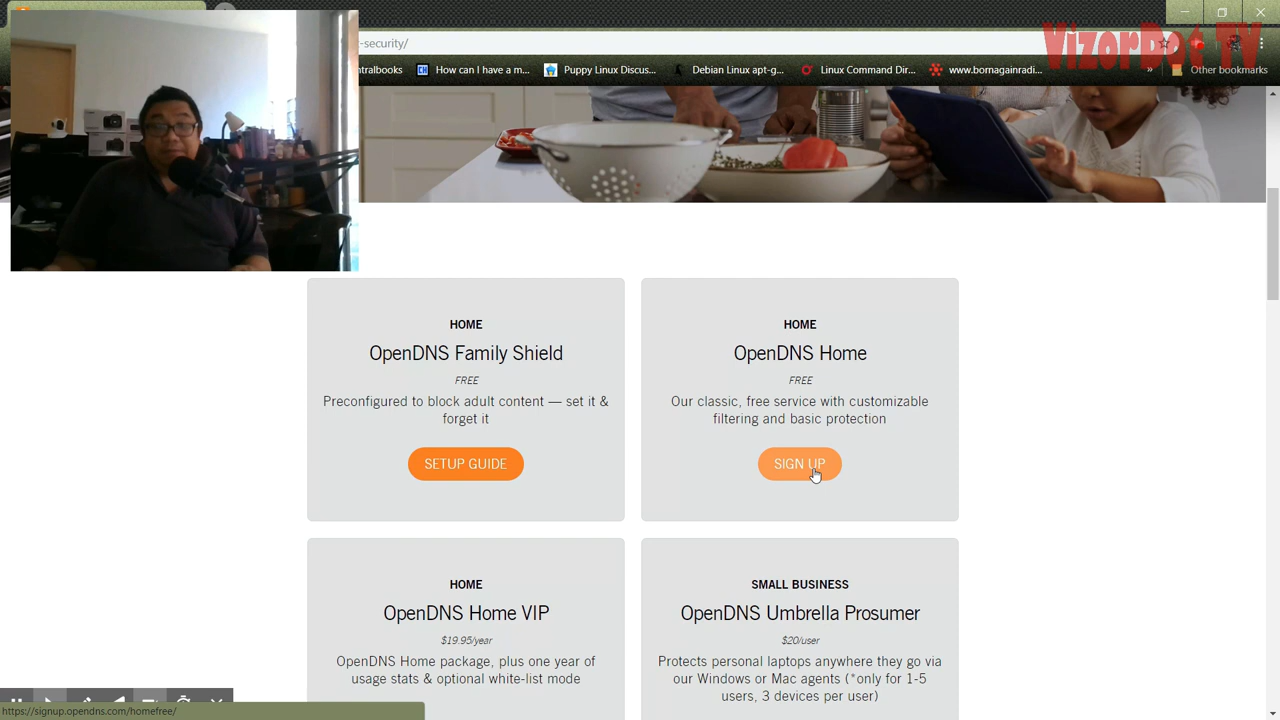 -security/
VizorDot TV
ntralbooks
How can I have a m...
Puppy Linux Discus...
Debian Linux apt-g...
Linux Command Dir...
www.bornagainradi...
»
Other bookmarks
HOME
OpenDNS Family Shield
FREE
Preconfigured to block adult content — set it &
forget it
SETUP GUIDE
HOME
OpenDNS Home
FREE
Our classic, free service with customizable
filtering and basic protection
SIGN UP
HOME
OpenDNS Home VIP
$19.95/year
OpenDNS Home package, plus one year of
usage stats & optional white-list mode
SMALL BUSINESS
OpenDNS Umbrella Prosumer
$20/user
Protects personal laptops anywhere they go via
our Windows or Mac agents (*only for 1-5
users, 3 devices per user)
https://signup.opendns.com/homefree/